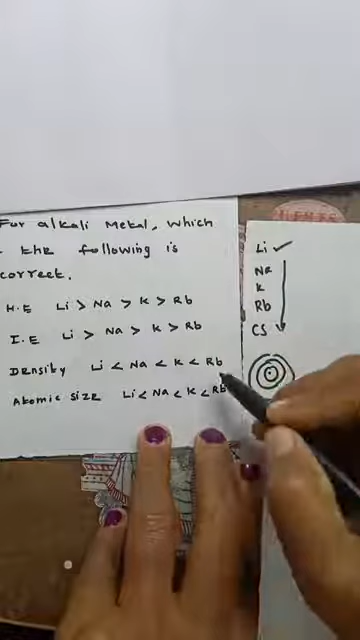 For alkali Metal, which
the following is
correct.
H.E Li > Na > K > Rb
I.E Li > Na > K > Rb
Density Li < Na < K < Rb
Atomic size Li < Na < K < Rb
Li ✓
Na
K
Rb
CS